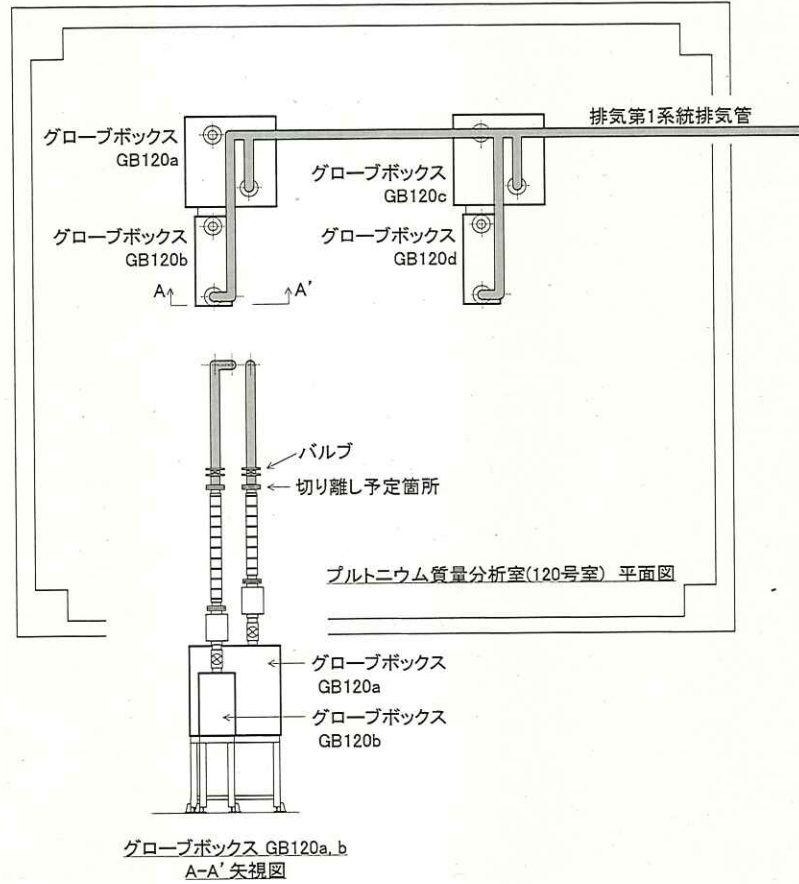 排気第1系統排気管
グローブボックス
GB120a
グローブボックス
GB120c
グローブボックス
GB120b
グローブボックス
GB120d
A
A'
バルブ
切り離し予定箇所
プルトニウム質量分析室(120号室) 平面図
グローブボックス
GB120a
グローブボックス
GB120b
グローブボックス GB120a, b
A-A' 矢視図